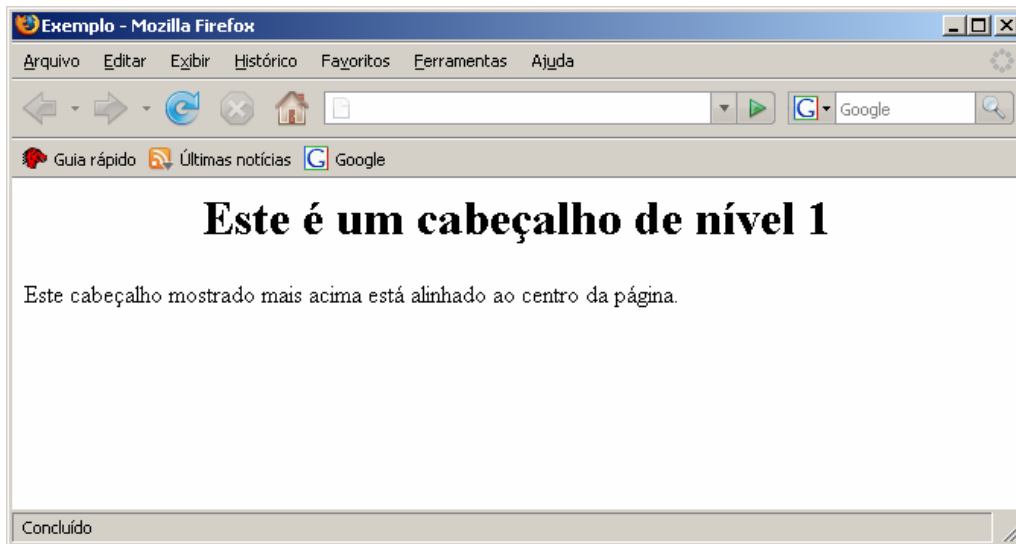 Exemplo - Mozilla Firefox
Arquivo Editar Exibir Histórico Favoritos Ferramentas Ajuda
G Google
Guia rápido Últimas notícias G Google
Este é um cabeçalho de nível 1
Este cabeçalho mostrado mais acima está alinhado ao centro da página.
Concluído